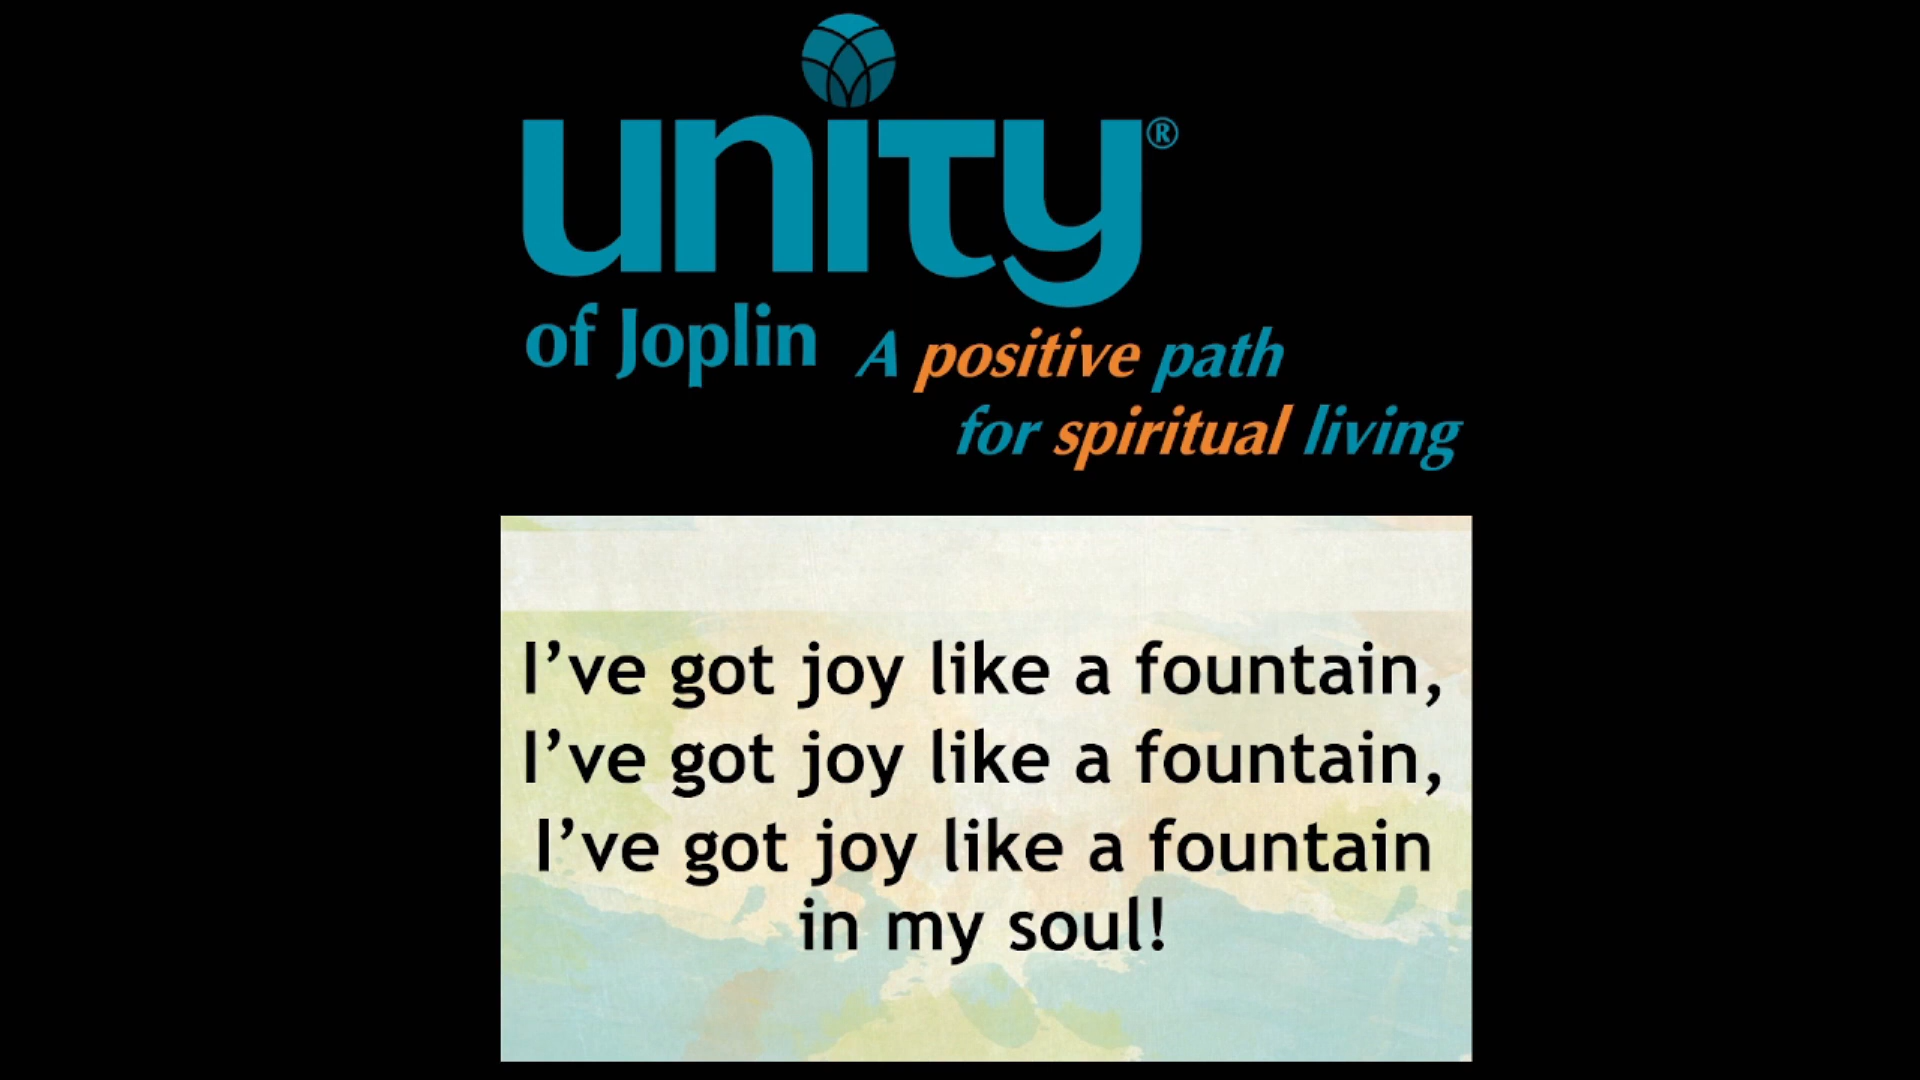 unity®
of Joplin
A positive path
for spiritual living
I’ve got joy like a fountain,
I’ve got joy like a fountain,
I’ve got joy like a fountain
in my soul!